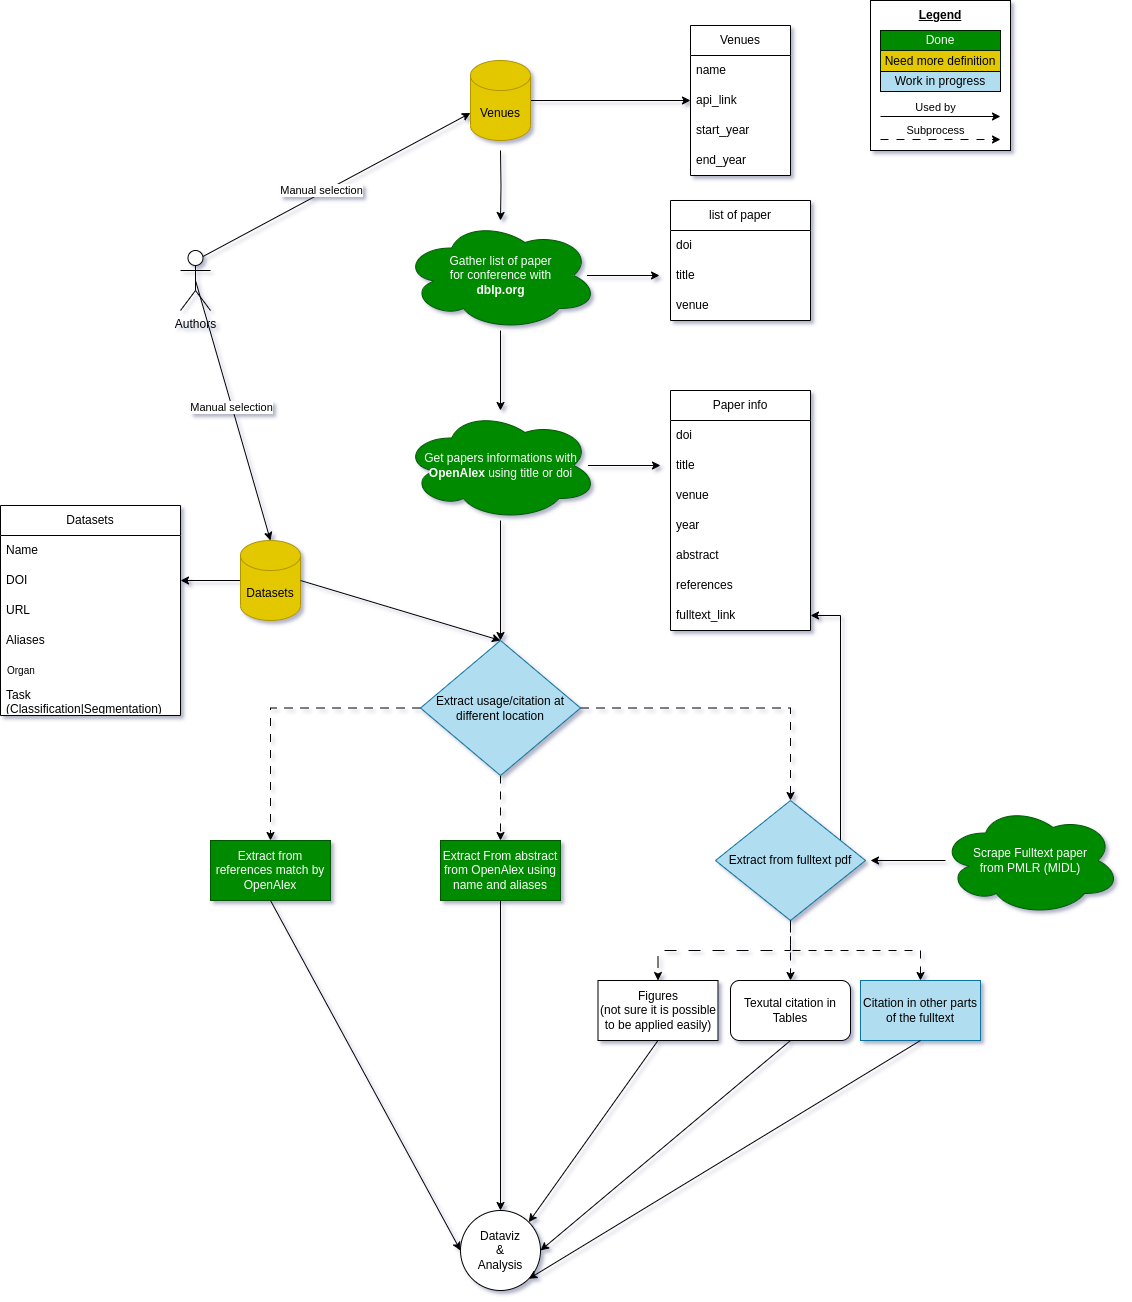 Legend
Done
Need more definition
Work in progress
Used by
Subprocess
Venues
name
api_link
start_year
end_year
Venues
Manual selection
list of paper
doi
title
venue
Gather list of paper
for conference with
dblp.org
Authors
Manual selection
Paper info
doi
title
venue
year
abstract
references
fulltext_link
Get papers informations with
OpenAlex using title or doi
Datasets
Name
DOI
URL
Aliases
Organ
Task
(Classification|Segmentation)
Datasets
Extract usage/citation at
different location
Extract from
references match by
OpenAlex
Extract From abstract
from OpenAlex using
name and aliases
Extract from fulltext pdf
Scrape Fulltext paper
from PMLR (MIDL)
Figures
(not sure it is possible
to be applied easily)
Texutal citation in
Tables
Citation in other parts
of the fulltext
Dataviz
&
Analysis